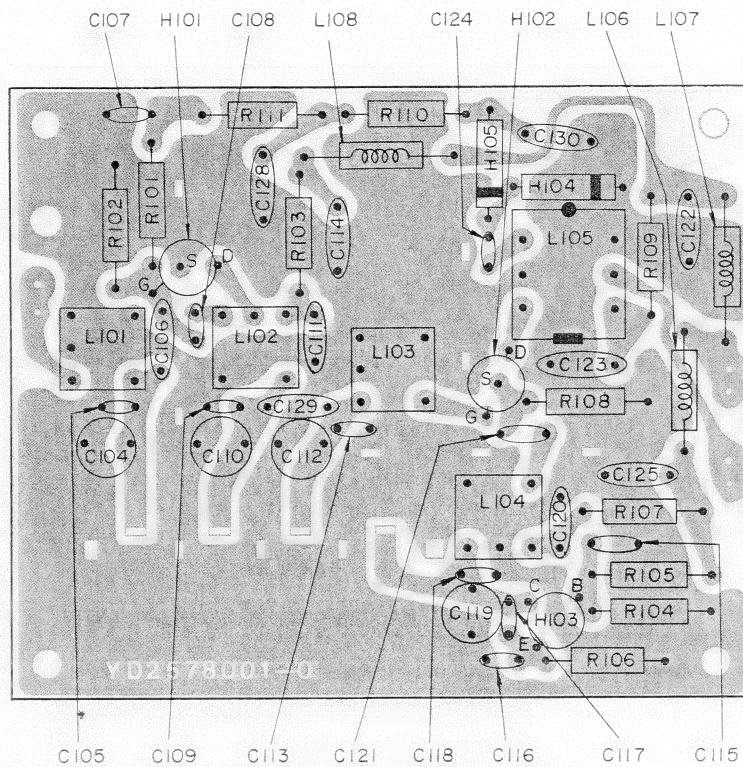 C107 H101 C108 L108 C124 H102 L106 L107
R111 R110 H105 C130
R102 R101 C128 R103 C114 H104
S D L105 R109 C122
G
L101 C106 L102 C111 L103 D C123
S
G R108
C129
C104 C110 C112
C125
L104 C120 R107
R105
C B
C119 H103 R104
E R106
YD2578001-0
C105 C109 C113 C121 C118 C116 C117 C115